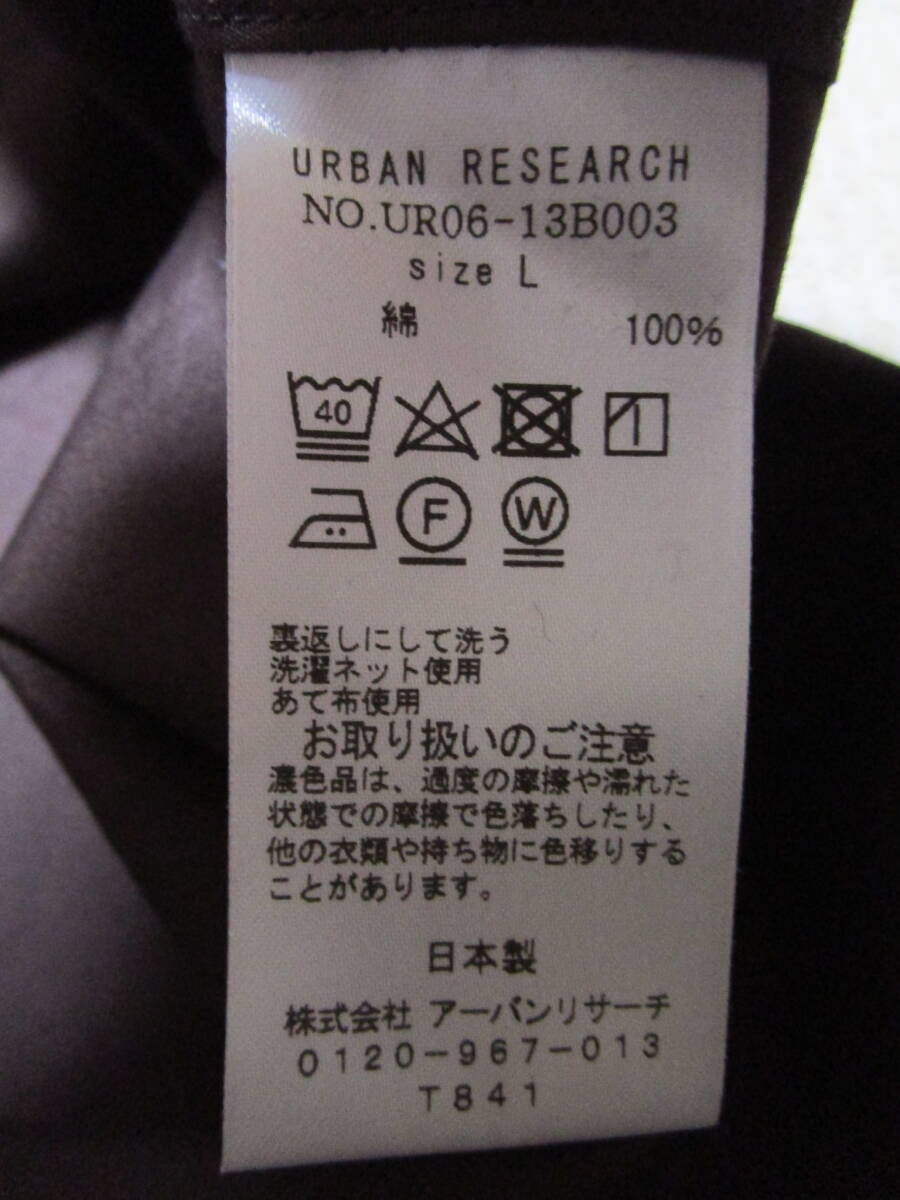 URBAN RESEARCH
NO.UR06-13B003
size L
綿 100%
40
F W
裏返しにして洗う
洗濯ネット使用
あて布使用
お取り扱いのご注意
濃色品は、過度の摩擦や濡れた
状態での摩擦で色落ちしたり、
他の衣類や持ち物に色移りする
ことがあります。
日本製
株式会社 アーバンリサーチ
0120-967-013
T841